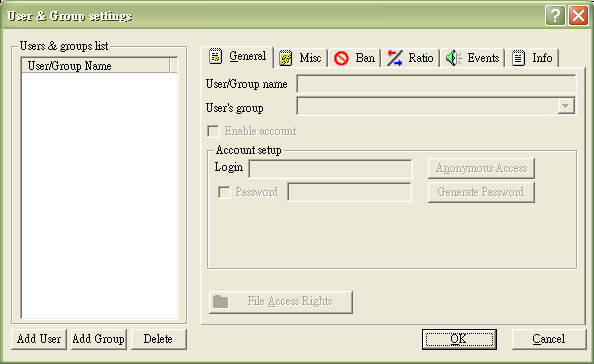 User & Group settings
Users & groups list
User/Group Name
General Misc Ban Ratio Events Info
User/Group name
User's group
Enable account
Account setup
Login
Anonymous Access
Password
Generate Password
File Access Rights
Add User Add Group Delete
OK Cancel